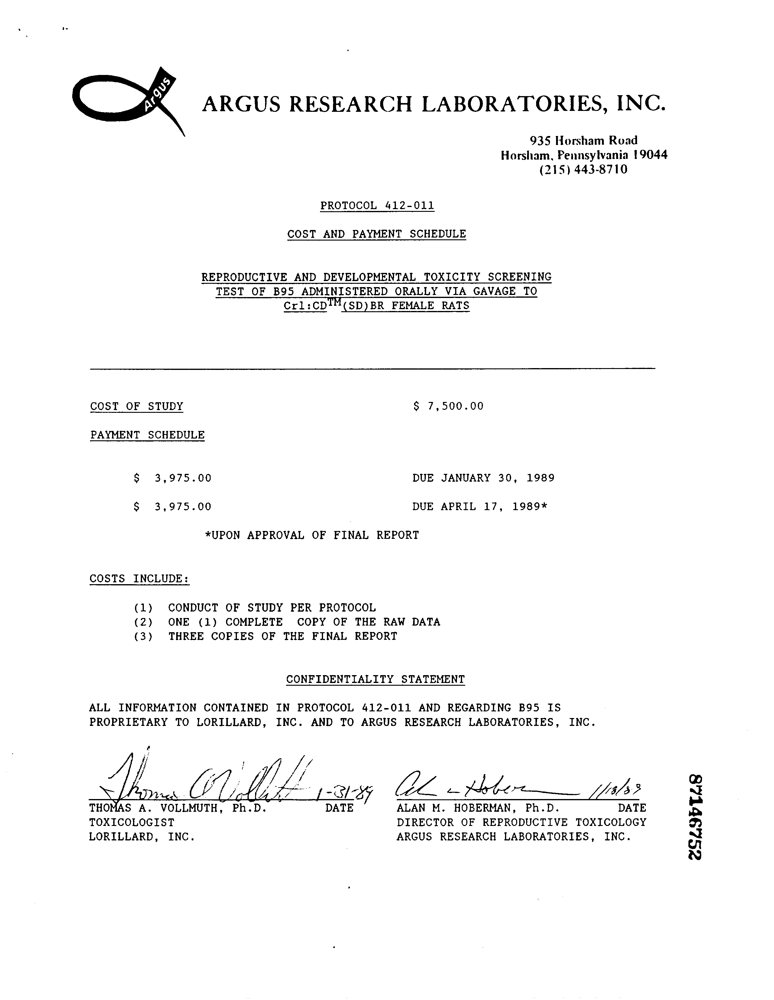 Argus
ARGUS RESEARCH LABORATORIES, INC.
935 Horsham Road
Horsham, Pennsylvania 19044
(215) 443-8710
PROTOCOL 412-011
COST AND PAYMENT SCHEDULE
REPRODUCTIVE AND DEVELOPMENTAL TOXICITY SCREENING
TEST OF B95 ADMINISTERED ORALLY VIA GAVAGE TO
Crl:CD™(SD)BR FEMALE RATS
COST OF STUDY $ 7,500.00
PAYMENT SCHEDULE
$ 3,975.00 DUE JANUARY 30, 1989
$ 3,975.00 DUE APRIL 17, 1989*
*UPON APPROVAL OF FINAL REPORT
COSTS INCLUDE:
(1) CONDUCT OF STUDY PER PROTOCOL
(2) ONE (1) COMPLETE COPY OF THE RAW DATA
(3) THREE COPIES OF THE FINAL REPORT
CONFIDENTIALITY STATEMENT
ALL INFORMATION CONTAINED IN PROTOCOL 412-011 AND REGARDING B95 IS
PROPRIETARY TO LORILLARD, INC. AND TO ARGUS RESEARCH LABORATORIES, INC.
Thomas A Vollmuth 1-31-89
THOMAS A. VOLLMUTH, Ph.D. DATE
TOXICOLOGIST
LORILLARD, INC.
Hoberman
ALAN M. HOBERMAN, Ph.D. DATE
DIRECTOR OF REPRODUCTIVE TOXICOLOGY
ARGUS RESEARCH LABORATORIES, INC.
87146752